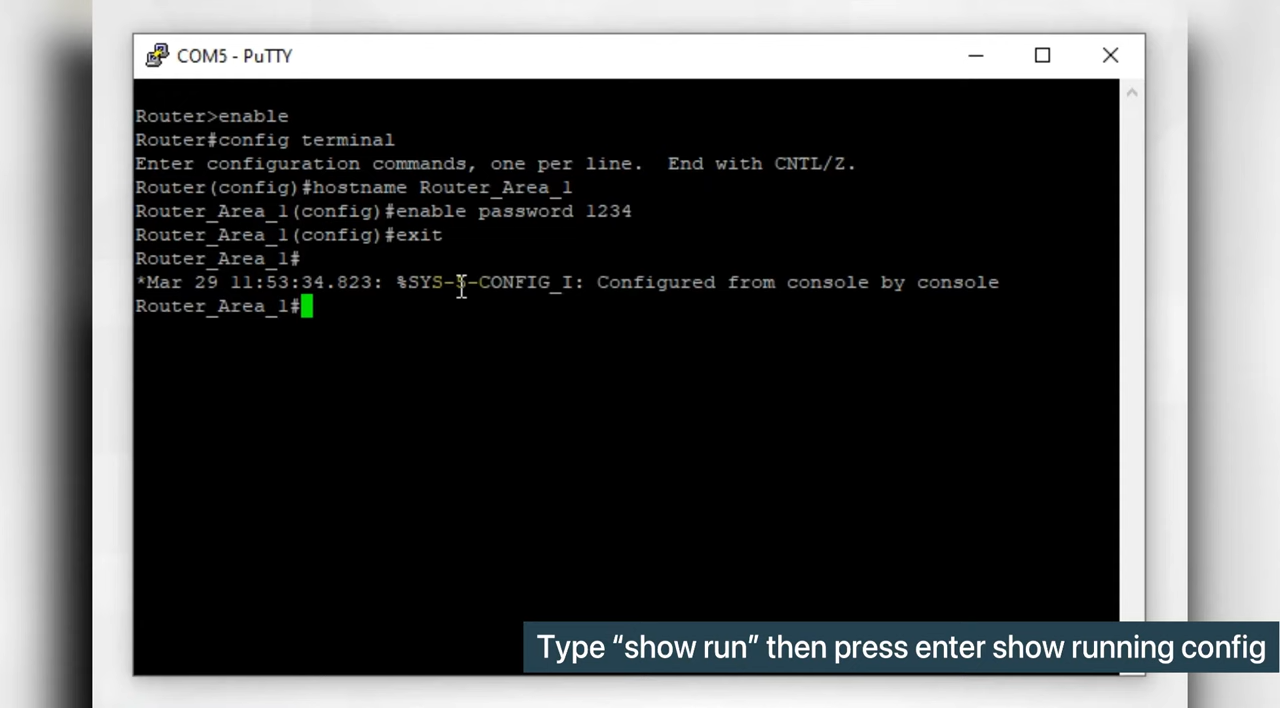 COM5 - PuTTY
Router>enable
Router#config terminal
Enter configuration commands, one per line.  End with CNTL/Z.
Router(config)#hostname Router_Area_1
Router_Area_1(config)#enable password 1234
Router_Area_1(config)#exit
Router_Area_1#
*Mar 29 11:53:34.823: %SYS-5-CONFIG_I: Configured from console by console
Router_Area_1#
Type “show run” then press enter show running config